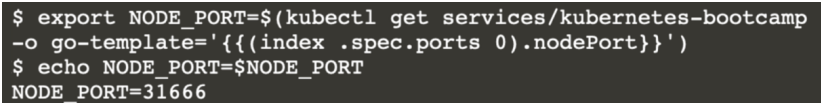 $ export NODE_PORT=$(kubectl get services/kubernetes-bootcamp
-o go-template='{{(index .spec.ports 0).nodePort}}')
$ echo NODE_PORT=$NODE_PORT
NODE_PORT=31666